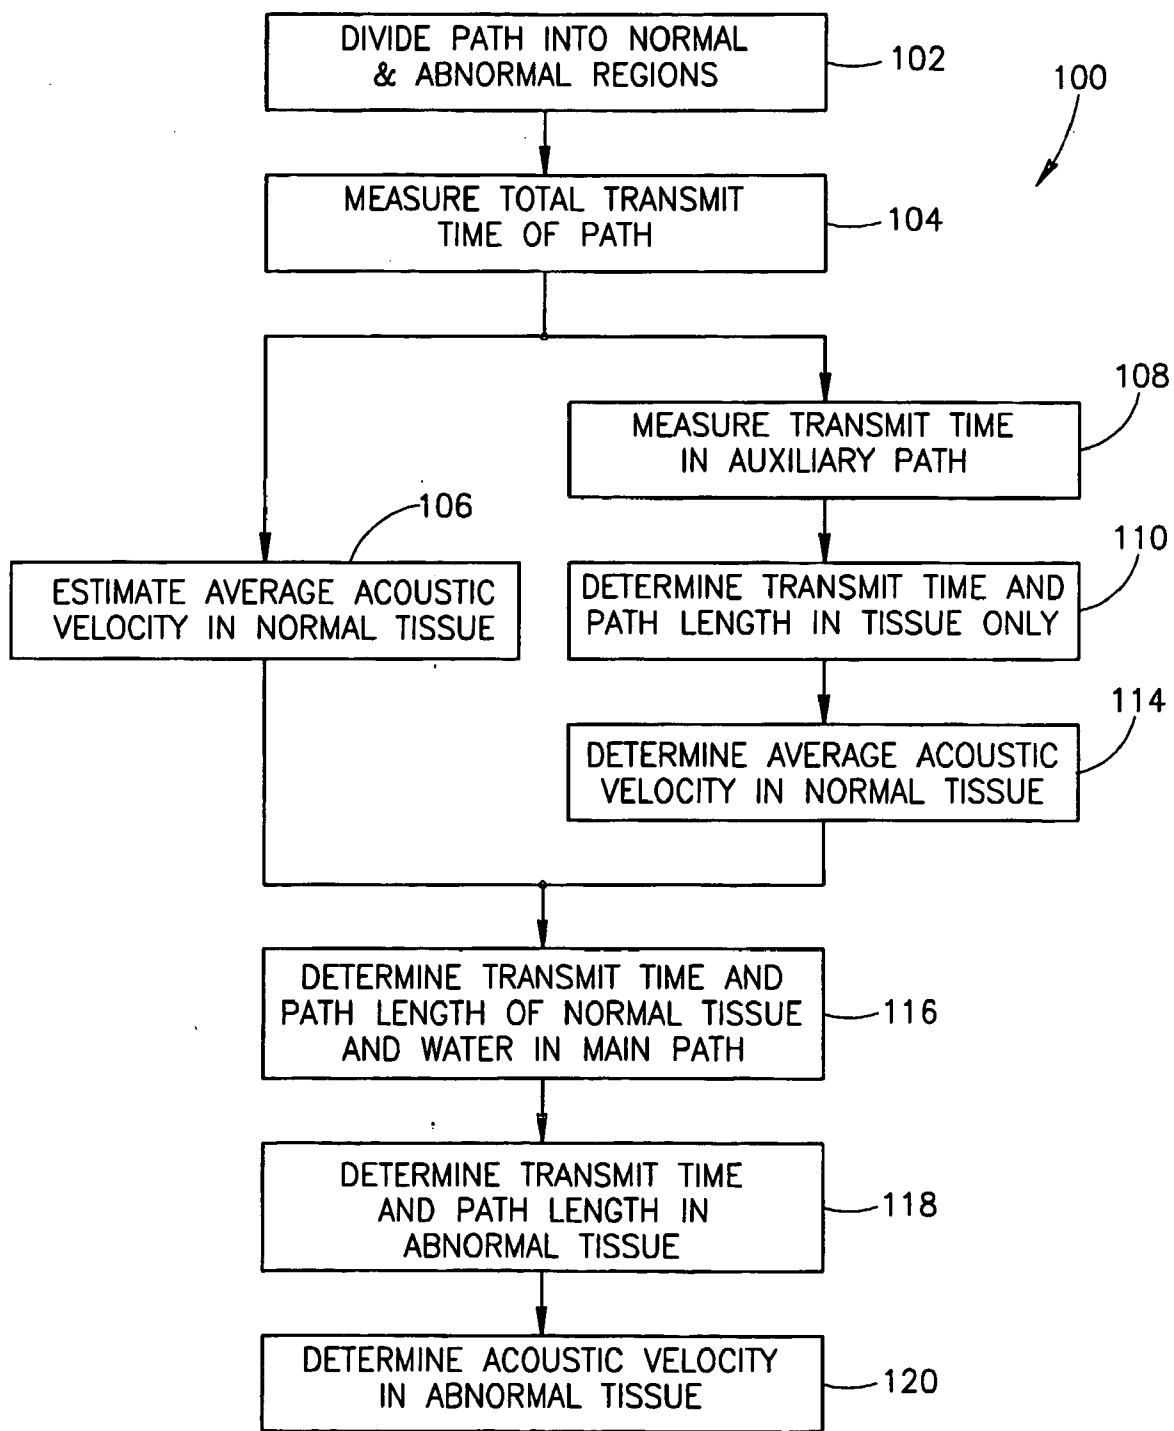 DIVIDE PATH INTO NORMAL
& ABNORMAL REGIONS
102
100
MEASURE TOTAL TRANSMIT
TIME OF PATH
104
108
MEASURE TRANSMIT TIME
IN AUXILIARY PATH
106
ESTIMATE AVERAGE ACOUSTIC
VELOCITY IN NORMAL TISSUE
110
DETERMINE TRANSMIT TIME AND
PATH LENGTH IN TISSUE ONLY
114
DETERMINE AVERAGE ACOUSTIC
VELOCITY IN NORMAL TISSUE
DETERMINE TRANSMIT TIME AND
PATH LENGTH OF NORMAL TISSUE
AND WATER IN MAIN PATH
116
DETERMINE TRANSMIT TIME
AND PATH LENGTH IN
ABNORMAL TISSUE
118
DETERMINE ACOUSTIC VELOCITY
IN ABNORMAL TISSUE
120